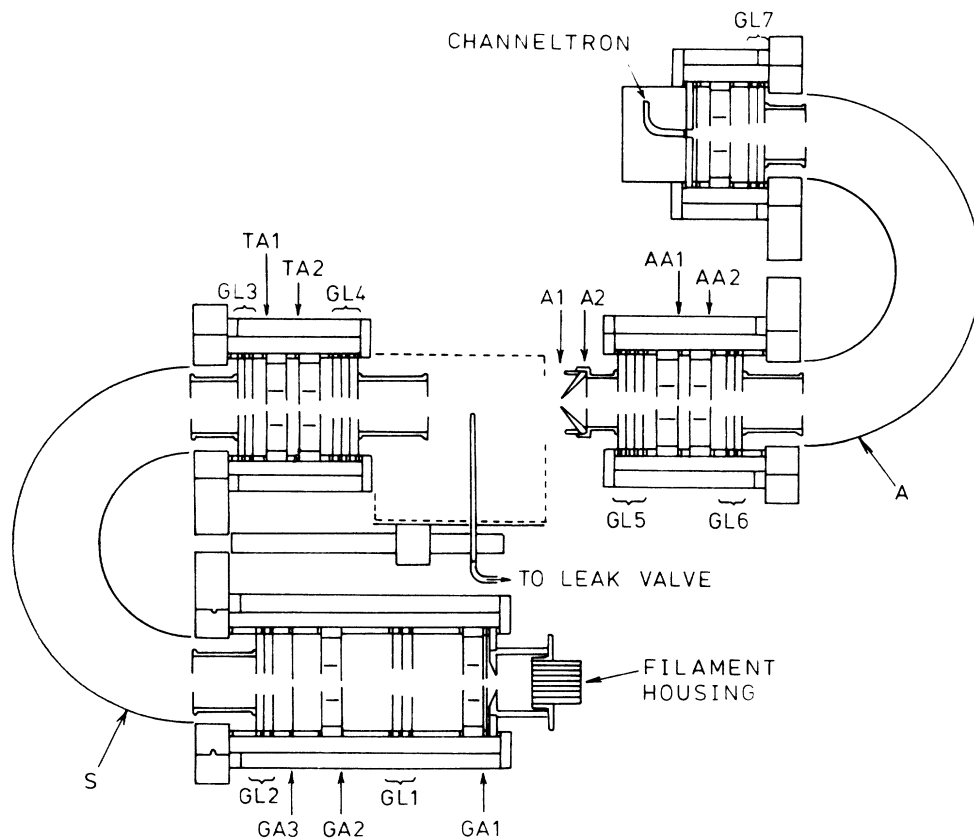 GL7
CHANNELTRON
TA1
TA2
GL3
GL4
AA1
AA2
A1
A2
A
GL5
GL6
TO LEAK VALVE
FILAMENT
HOUSING
S
GL2
GL1
GA3
GA2
GA1